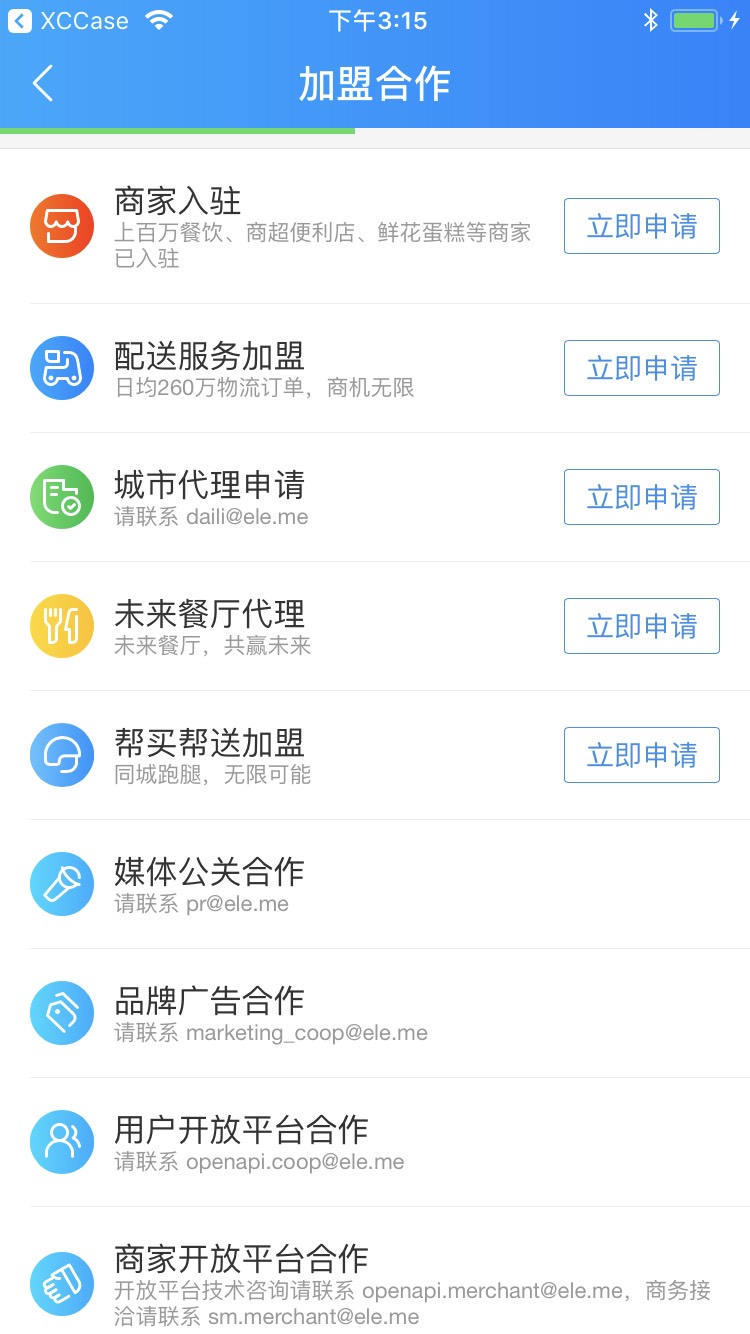 XCCase 下午3:15
加盟合作
商家入驻
上百万餐饮、商超便利店、鲜花蛋糕等商家
已入驻
立即申请
配送服务加盟
日均260万物流订单，商机无限
立即申请
城市代理申请
请联系 daili@ele.me
立即申请
未来餐厅代理
未来餐厅，共赢未来
立即申请
帮买帮送加盟
同城跑腿，无限可能
立即申请
媒体公关合作
请联系 pr@ele.me
品牌广告合作
请联系 marketing_coop@ele.me
用户开放平台合作
请联系 openapi.coop@ele.me
商家开放平台合作
开放平台技术咨询请联系 openapi.merchant@ele.me，商务接
洽请联系 sm.merchant@ele.me